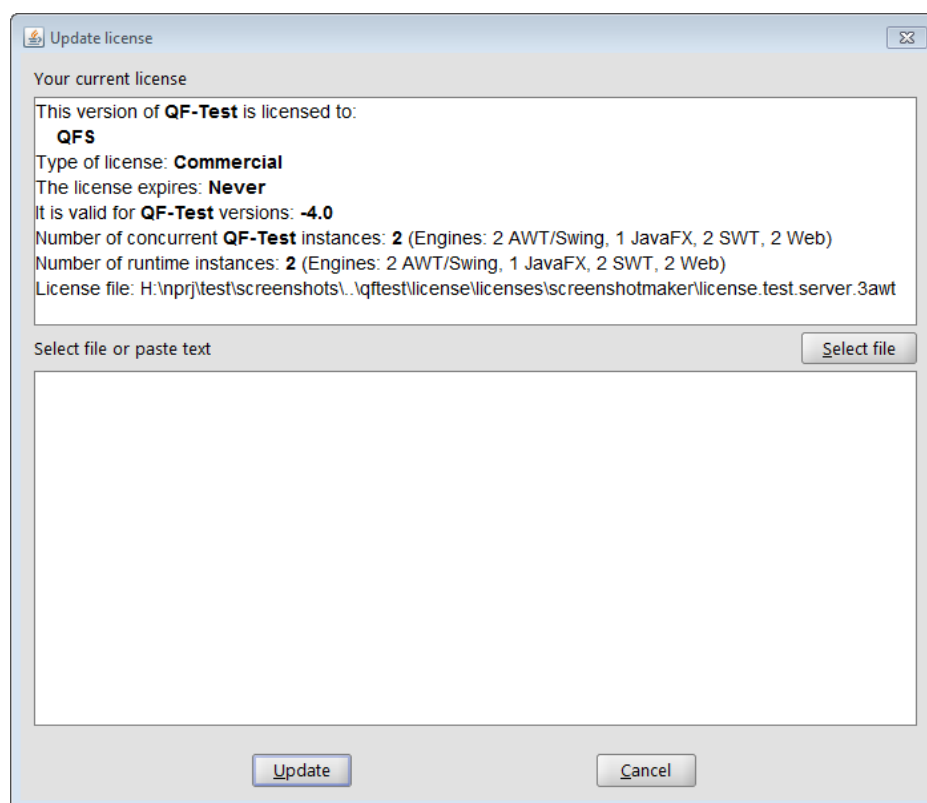 Update license
Your current license
This version of QF-Test is licensed to:
QFS
Type of license: Commercial
The license expires: Never
It is valid for QF-Test versions: -4.0
Number of concurrent QF-Test instances: 2 (Engines: 2 AWT/Swing, 1 JavaFX, 2 SWT, 2 Web)
Number of runtime instances: 2 (Engines: 2 AWT/Swing, 1 JavaFX, 2 SWT, 2 Web)
License file: H:\nprj\test\screenshots\..\qftest\license\licenses\screenshotmaker\license.test.server.3awt
Select file or paste text
Select file
Update
Cancel